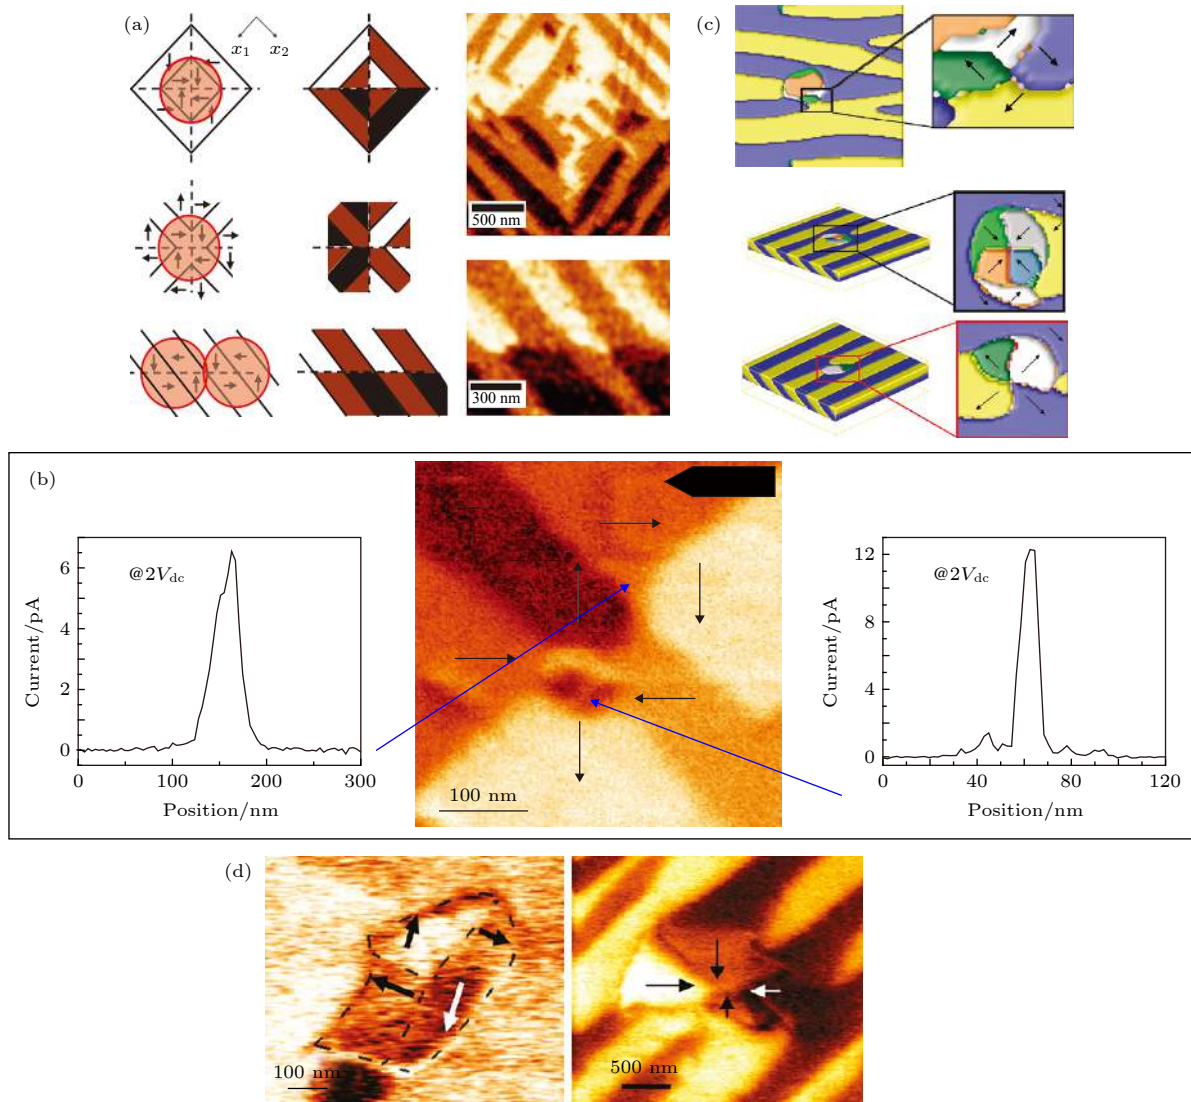 (a)
x1 x2
500 nm
300 nm
(c)
s
(b)
@2Vdc
Current/pA
6
4
2
0
0 100 200 300
Position/nm
100 nm
@2Vdc
Current/pA
12
8
4
0
0 40 80 120
Position/nm
(d)
100 nm
500 nm